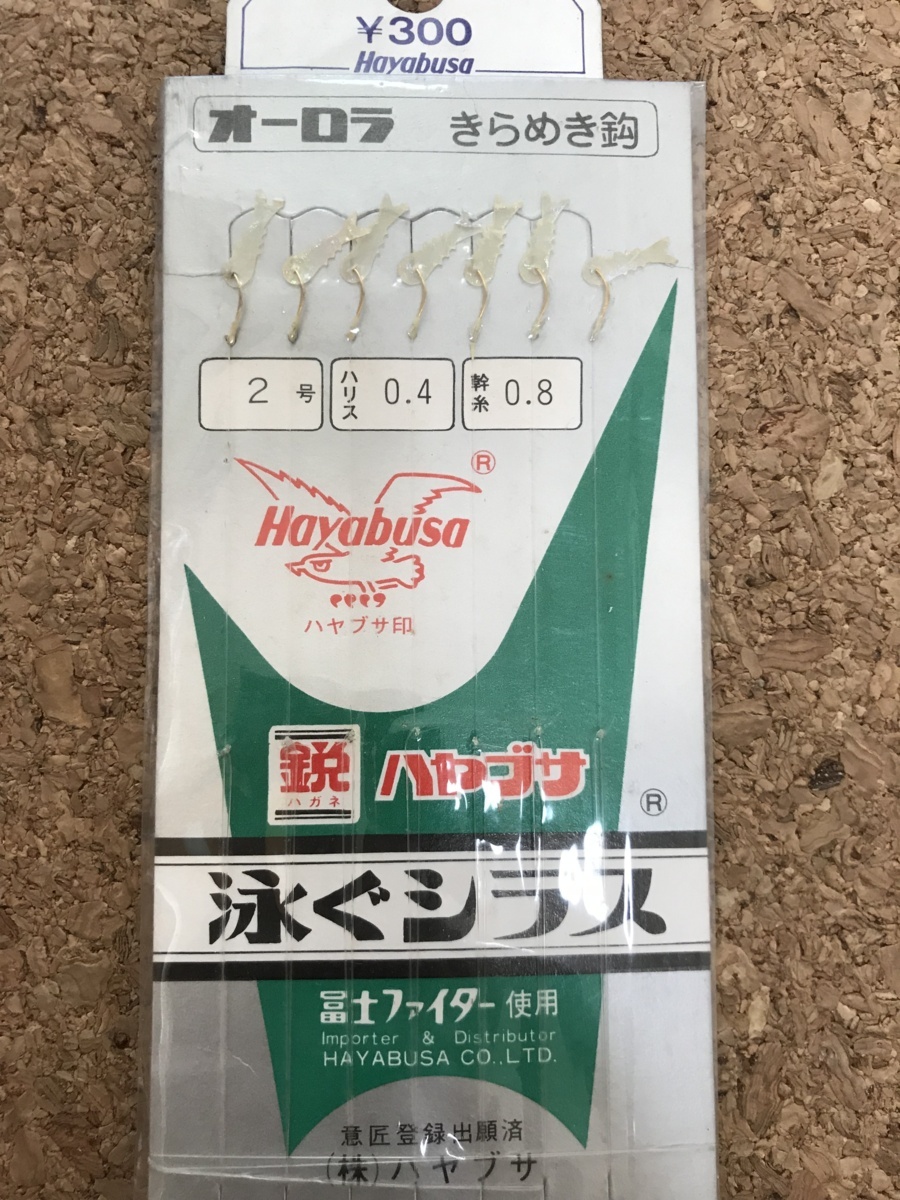 ¥300
Hayabusa
オーロラ きらめき鈎
2号 ハリス 0.4 幹糸 0.8
®
Hayabusa
ハヤブサ印
鋭 ハヤブサ
ハガネ
®
泳ぐシラス
冨士ファイター使用
Importer & Distributor
HAYABUSA CO.,LTD.
意匠登録出願済
(株)ハヤブサ